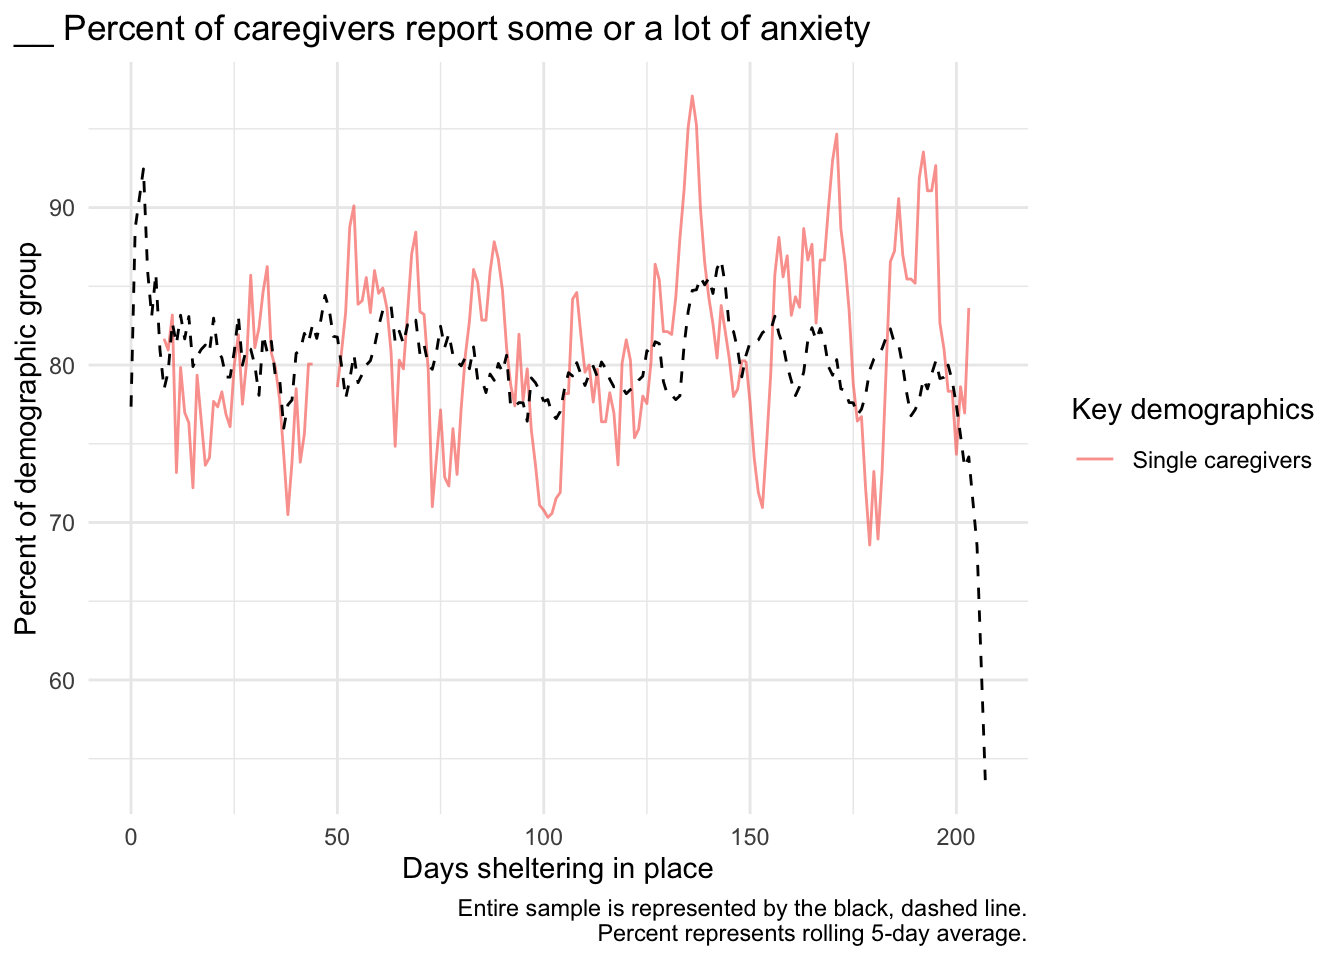 __ Percent of caregivers report some or a lot of anxiety
Percent of demographic group
90
80
70
60
0 50 100 150 200
Days sheltering in place
Key demographics
Single caregivers
Entire sample is represented by the black, dashed line.
Percent represents rolling 5-day average.